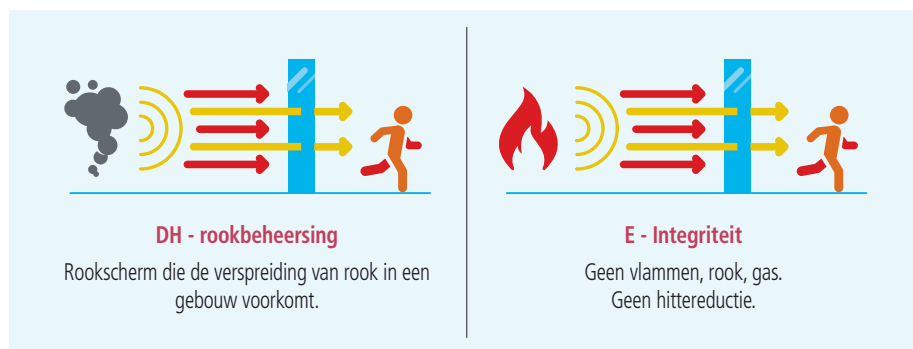 DH - rookbeheersing
Rookscherm die de verspreiding van rook in een
gebouw voorkomt.
E - Integriteit
Geen vlammen, rook, gas.
Geen hittereductie.